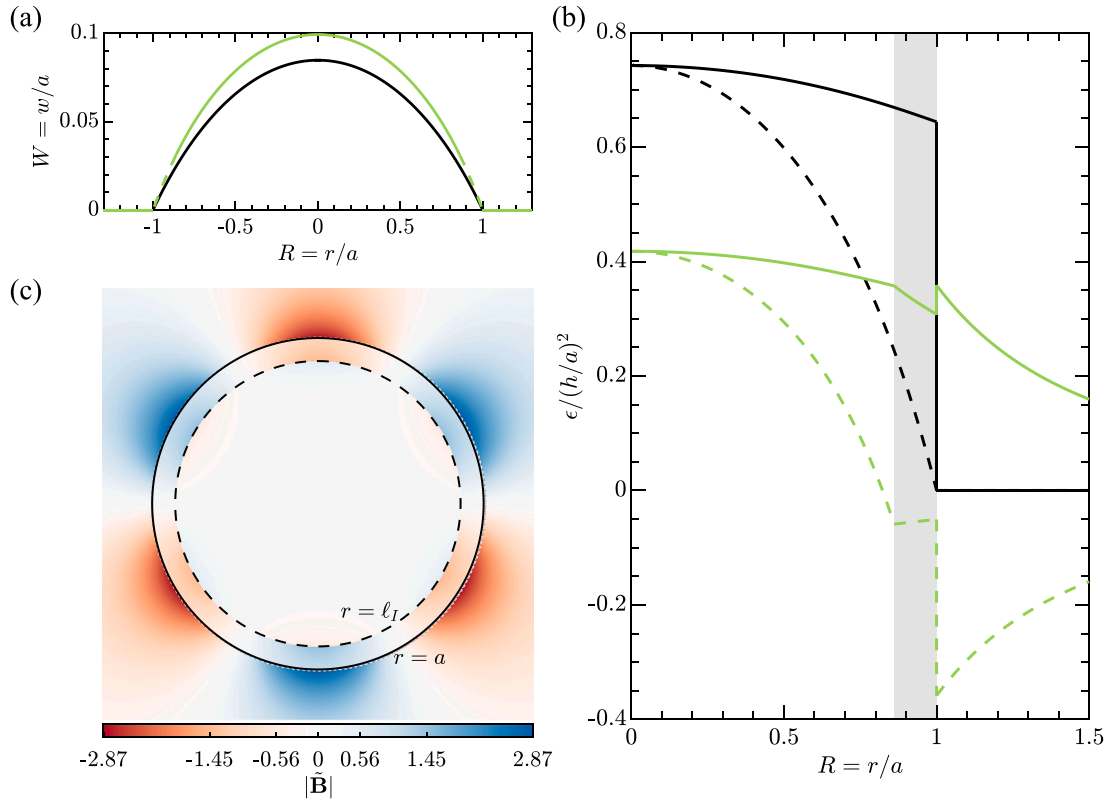 (a)
0.1
0.05
0
W = w/a
-1 -0.5 0 0.5 1
R = r/a
(b)
0.8
0.6
0.4
0.2
0
-0.2
-0.4
ϵ/(h/a)²
0 0.5 1 1.5
R = r/a
(c)
r = ℓ_I
r = a
-2.87 -1.45 -0.56 0 0.56 1.45 2.87
|B̃|